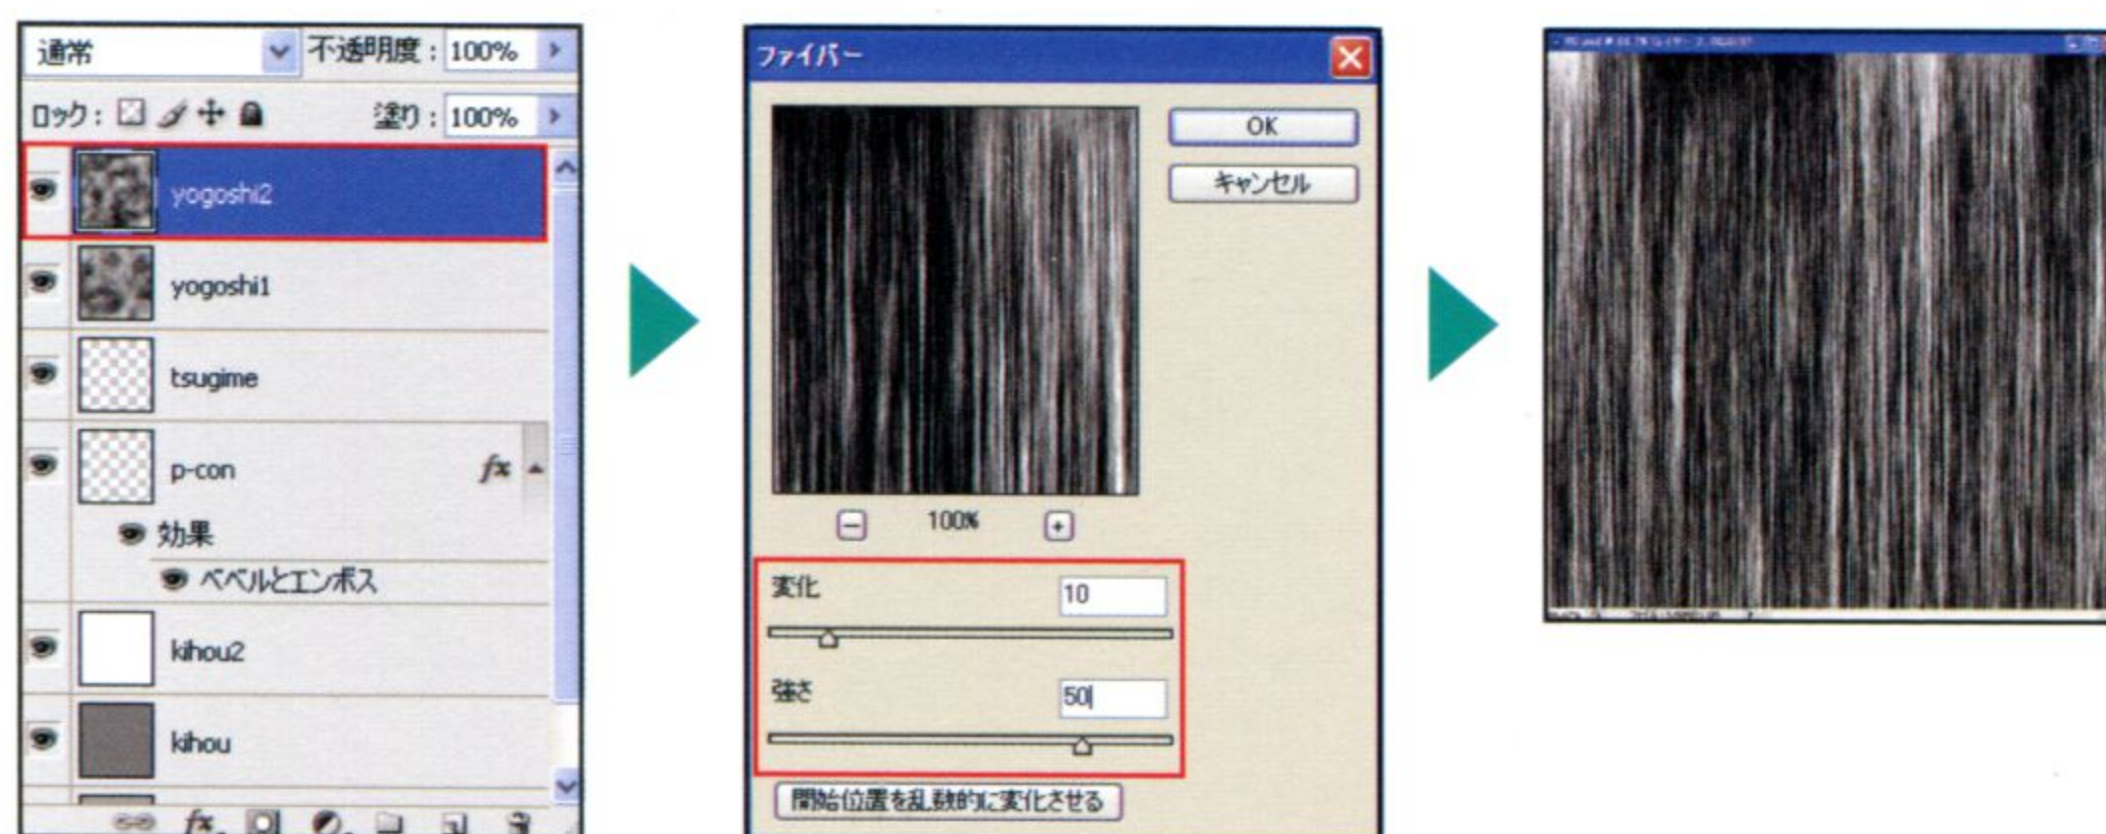 通常 不透明度: 100%
ロック: 塗り: 100%
yogoshi2
yogoshi1
tsugime
p-con fx
効果
ベベルとエンボス
kihou2
kihou
fx.
ファイバー
OK
キャンセル
100%
変化 10
強さ 50
開始位置を乱数的に変化させる